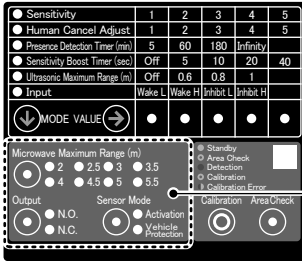 Sensitivity 1 2 3 4 5
Human Cancel Adjust 1 2 3 4 5
Presence Detection Timer (min) 5 60 180 Infinity
Sensitivity Boost Timer (sec) Off 5 10 20 40
Ultrasonic Maximum Range (m) Off 0.6 0.8 1
Input Wake L Wake H Inhibit L Inhibit H
MODE VALUE
Microwave Maximum Range (m)
2 2.5 3 3.5
4 4.5 5 5.5
Standby
Area Check
Detection
Calibration
Calibration Error
Output Sensor Mode Calibration Area Check
N.O. Activation
N.C. Vehicle Protection